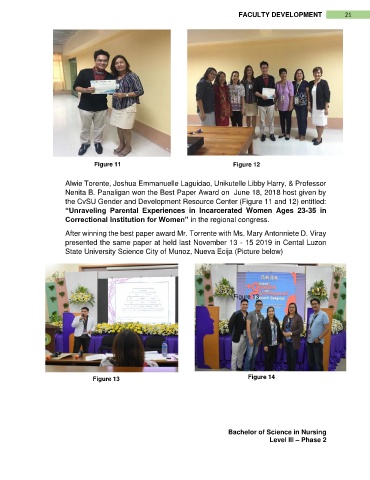 FACULTY DEVELOPMENT 21
Figure 11
Figure 12
Alwie Torente, Joshua Emmanuelle Laguidao, Unikutelle Libby Harry, & Professor
Nenita B. Panaligan won the Best Paper Award on June 18, 2018 host given by
the CvSU Gender and Development Resource Center (Figure 11 and 12) entitled:
“Unraveling Parental Experiences in Incarcerated Women Ages 23-35 in
Correctional Institution for Women” in the regional congress.
After winning the best paper award Mr. Torrente with Ms. Mary Antonniete D. Viray
presented the same paper at held last November 13 - 15 2019 in Cental Luzon
State University Science City of Munoz, Nueva Ecija (Picture below)
Figure 13
Figure 14
Bachelor of Science in Nursing
Level III – Phase 2